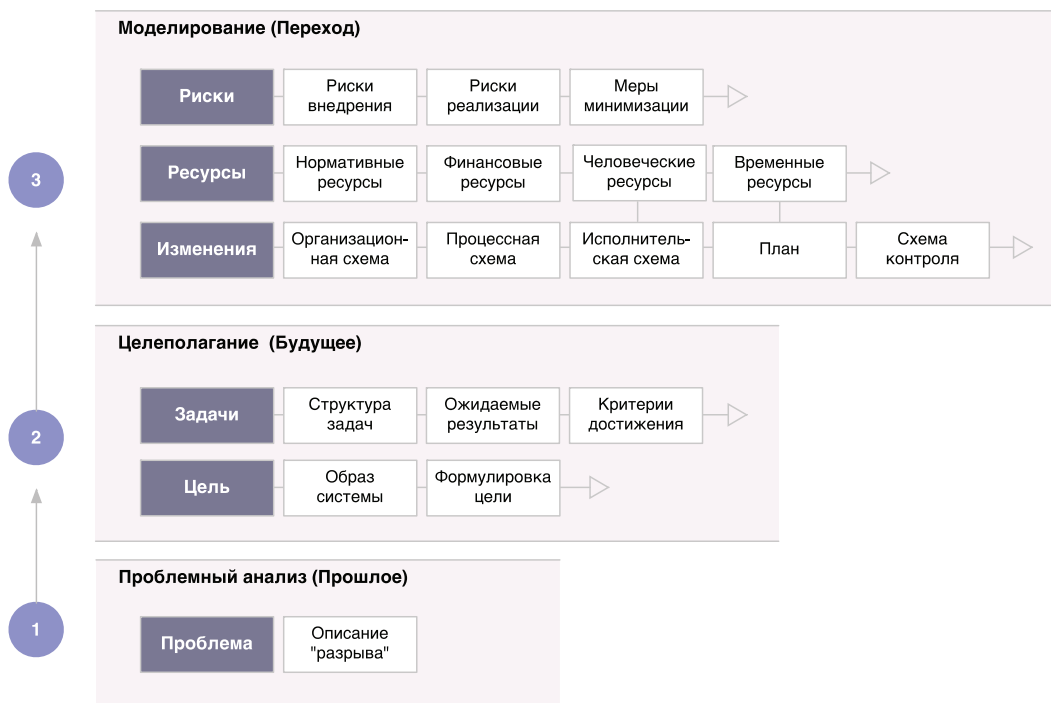 Моделирование (Переход)
Риски
Риски
внедрения
Риски
реализации
Меры
минимизации
3
Ресурсы
Нормативные
ресурсы
Финансовые
ресурсы
Человеческие
ресурсы
Временные
ресурсы
Изменения
Организацион-
ная схема
Процессная
схема
Исполнитель-
ская схема
План
Схема
контроля
Целеполагание (Будущее)
2
Задачи
Структура
задач
Ожидаемые
результаты
Критерии
достижения
Цель
Образ
системы
Формулировка
цели
Проблемный анализ (Прошлое)
1
Проблема
Описание
"разрыва"